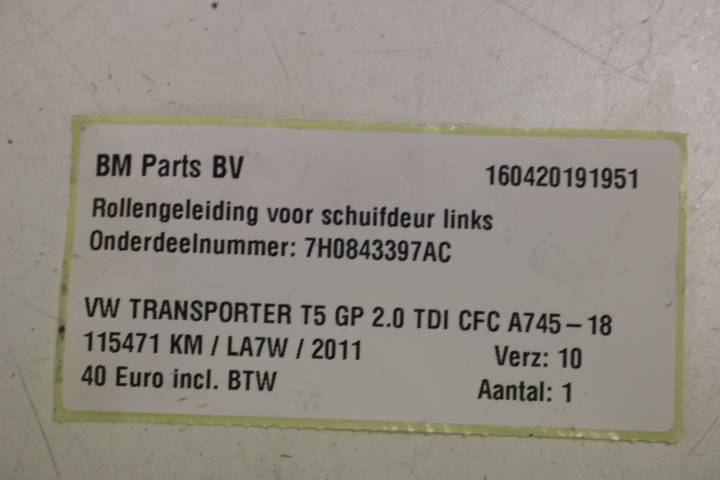 BM Parts BV 160420191951
Rollengeleiding voor schuifdeur links
Onderdeelnummer: 7H0843397AC
VW TRANSPORTER T5 GP 2.0 TDI CFC A745-18
115471 KM / LA7W / 2011 Verz: 10
40 Euro incl. BTW Aantal: 1